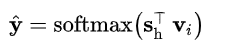 ŷ = softmax(s_h^⊤ v_i)